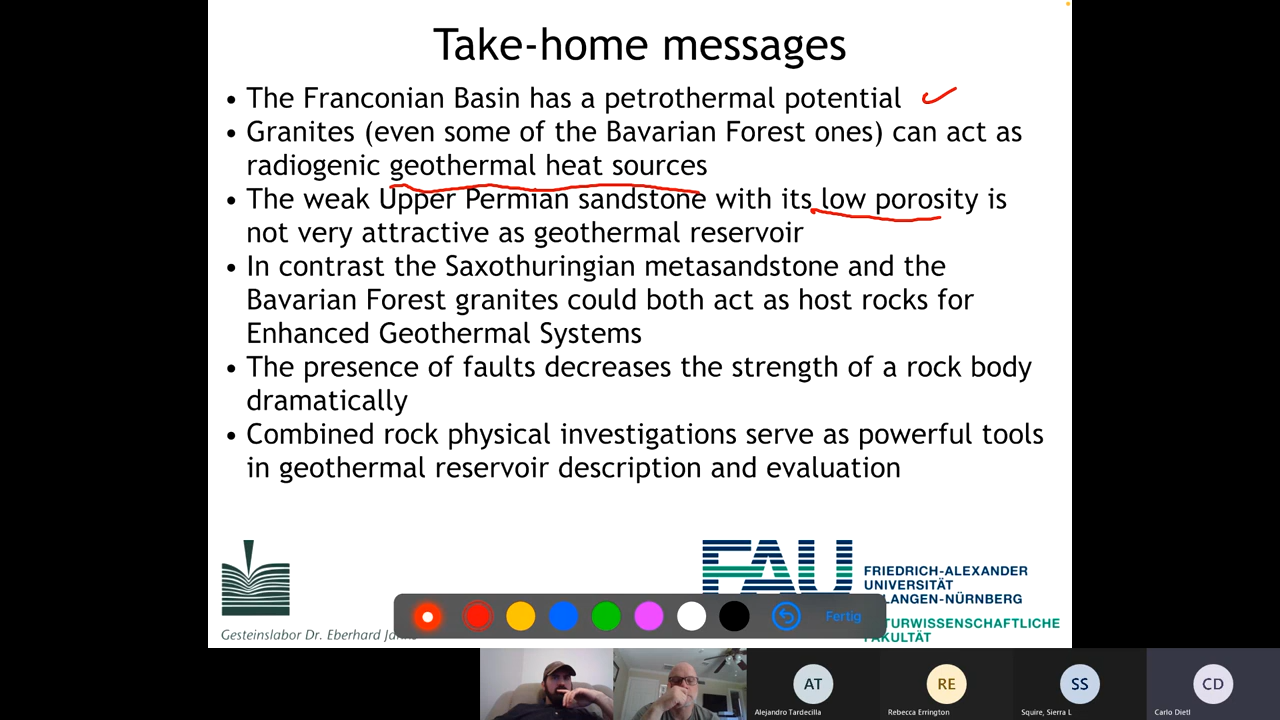 Take-home messages
• The Franconian Basin has a petrothermal potential
• Granites (even some of the Bavarian Forest ones) can act as
radiogenic geothermal heat sources
• The weak Upper Permian sandstone with its low porosity is
not very attractive as geothermal reservoir
• In contrast the Saxothuringian metasandstone and the
Bavarian Forest granites could both act as host rocks for
Enhanced Geothermal Systems
• The presence of faults decreases the strength of a rock body
dramatically
• Combined rock physical investigations serve as powerful tools
in geothermal reservoir description and evaluation
Gesteinslabor Dr. Eberhard
FAU
FRIEDRICH-ALEXANDER
UNIVERSITÄT
LANGEN-NÜRNBERG
TURWISSENSCHAFTLICHE
FAKULTÄT
Fertig
AT
Alejandro Tardecilla
RE
Rebecca Errington
SS
Squire, Sierra L
CD
Carlo Dietl